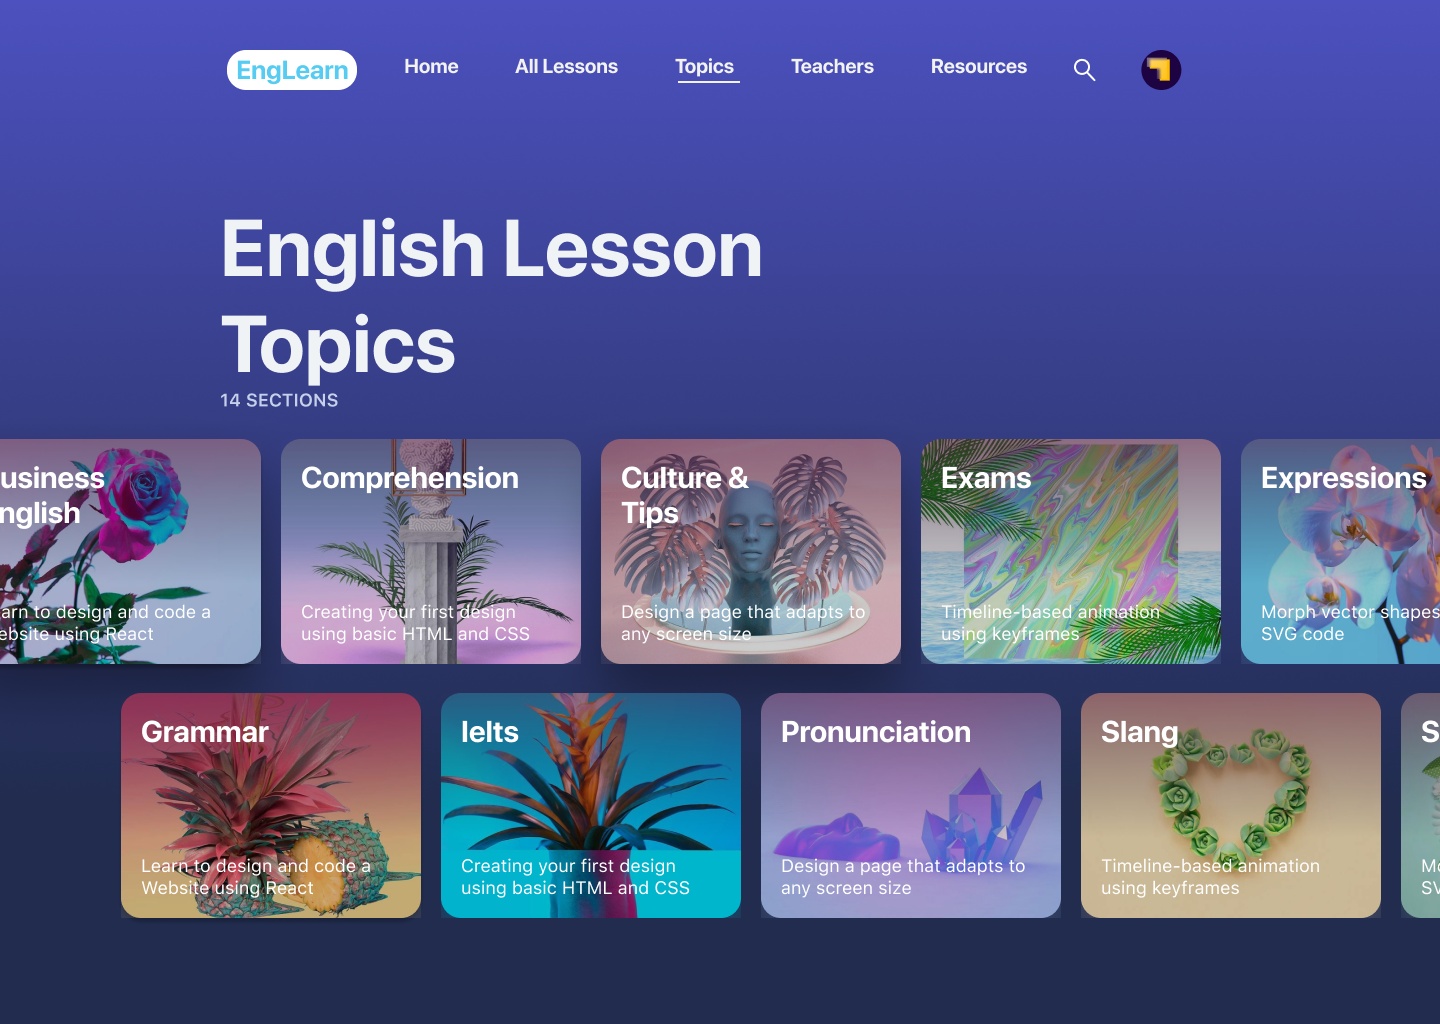 EngLearn
Home
All Lessons
Topics
Teachers
Resources
English Lesson
Topics
14 SECTIONS
usiness
nglish
arn to design and code a
ebsite using React
Comprehension
Creating your first design
using basic HTML and CSS
Culture &
Tips
Design a page that adapts to
any screen size
Exams
Timeline-based animation
using keyframes
Expressions
Morph vector shapes
SVG code
Grammar
Learn to design and code a
Website using React
Ielts
Creating your first design
using basic HTML and CSS
Pronunciation
Design a page that adapts to
any screen size
Slang
Timeline-based animation
using keyframes
S
Mo
SV